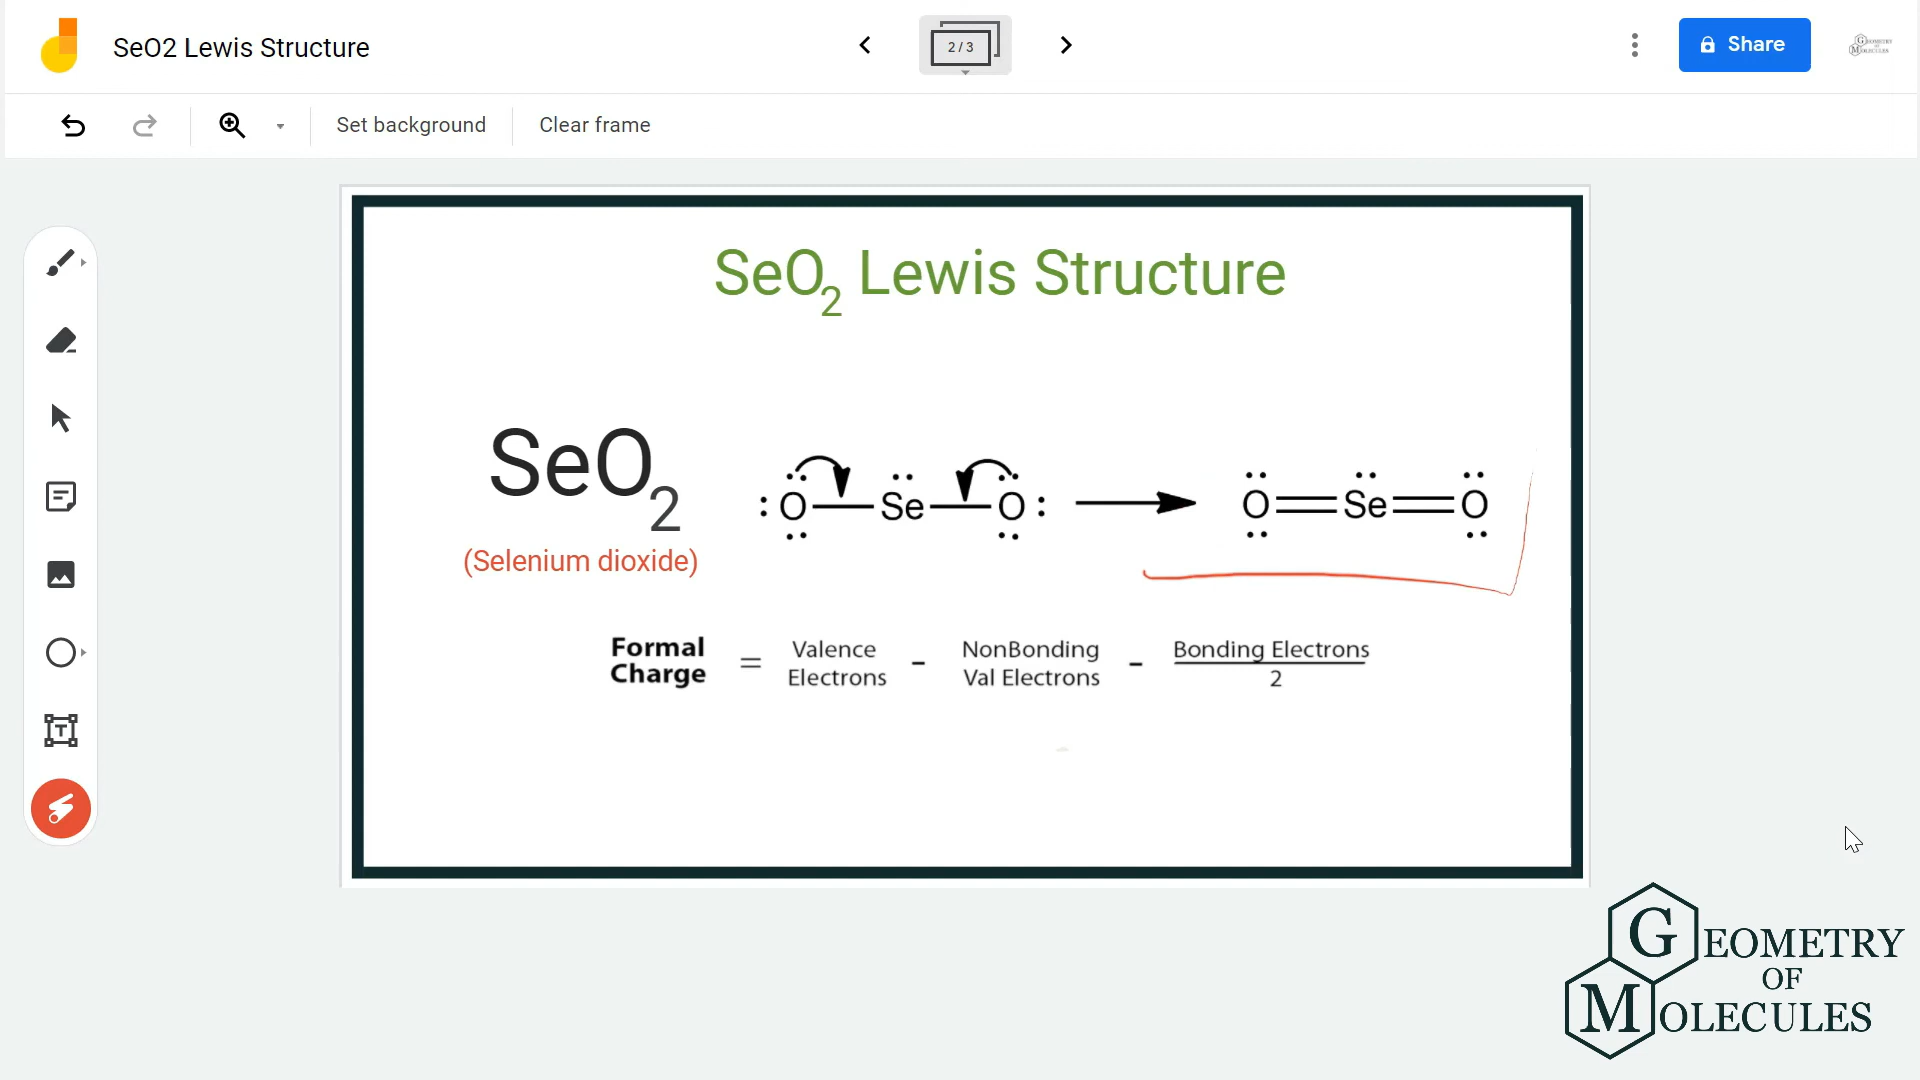 SeO2 Lewis Structure
2 / 3
Share
Set background
Clear frame
SeO2 Lewis Structure
SeO2
(Selenium dioxide)
:O—Se—O: → O=Se=O
Formal Charge = Valence Electrons - NonBonding Val Electrons - Bonding Electrons / 2
GEOMETRY
OF
MOLECULES